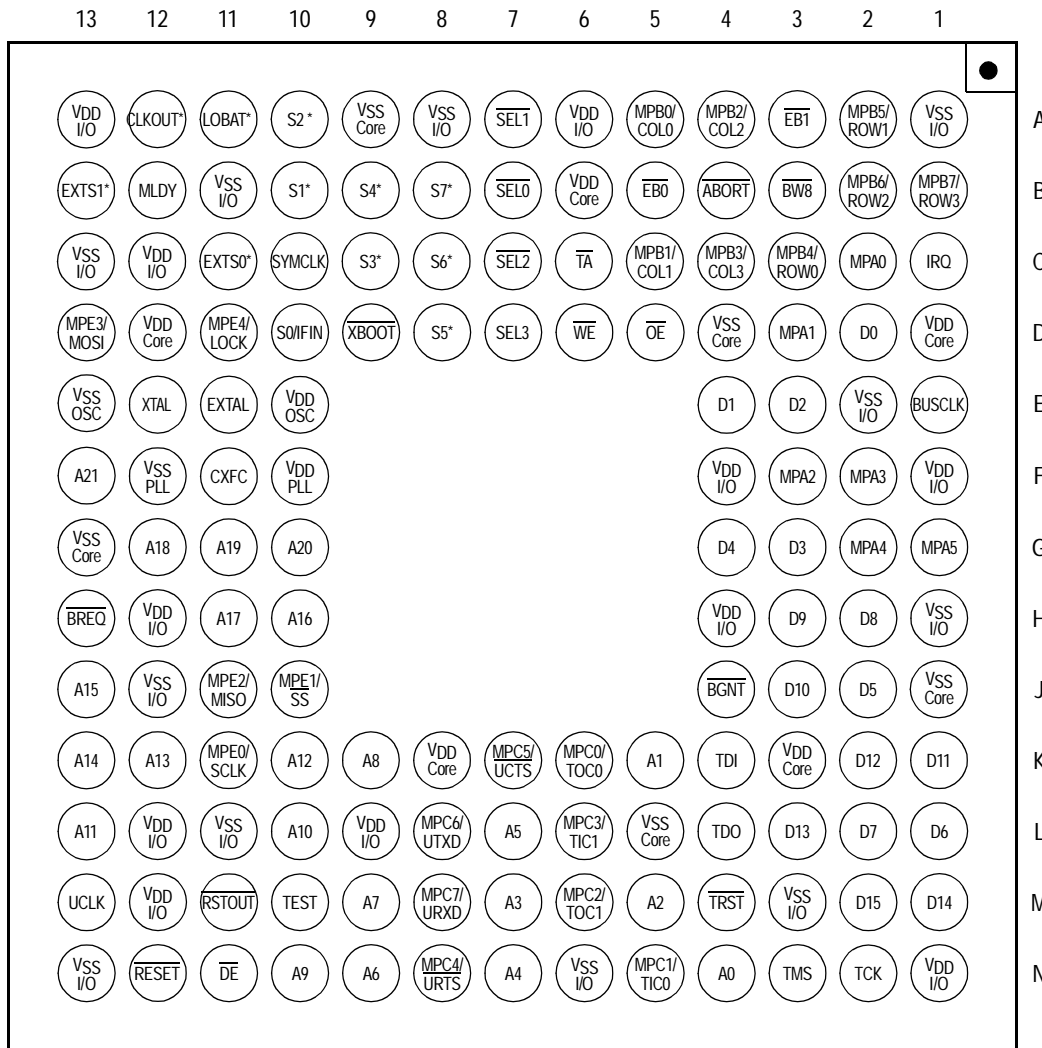 13 12 11 10 9 8 7 6 5 4 3 2 1
VDD I/O CLKOUT* LOBAT* S2* VSS Core VSS I/O SEL1 VDD I/O MPB0/COL0 MPB2/COL2 EB1 MPB5/ROW1 VSS I/O A
EXTS1* MLDY VSS I/O S1* S4* S7* SEL0 VDD Core EB0 ABORT BW8 MPB6/ROW2 MPB7/ROW3 B
VSS I/O VDD I/O EXTS0* SYMCLK S3* S6* SEL2 TA MPB1/COL1 MPB3/COL3 MPB4/ROW0 MPA0 IRQ C
MPE3/MOSI VDD Core MPE4/LOCK S0/IFIN XBOOT S5* SEL3 WE OE VSS Core MPA1 D0 VDD Core D
VSS OSC XTAL EXTAL VDD OSC D1 D2 VSS I/O BUSCLK E
A21 VSS PLL CXFC VDD PLL VDD I/O MPA2 MPA3 VDD I/O F
VSS Core A18 A19 A20 D4 D3 MPA4 MPA5 G
BREQ VDD I/O A17 A16 VDD I/O D9 D8 VSS I/O H
A15 VSS I/O MPE2/MISO MPE1/SS BGNT D10 D5 VSS Core J
A14 A13 MPE0/SCLK A12 A8 VDD Core MPC5/UCTS MPC0/TOC0 A1 TDI VDD Core D12 D11 K
A11 VDD I/O VSS I/O A10 VDD I/O MPC6/UTXD A5 MPC3/TIC1 VSS Core TDO D13 D7 D6 L
UCLK VDD I/O RSTOUT TEST A7 MPC7/URXD A3 MPC2/TOC1 A2 TRST VSS I/O D15 D14 M
VSS I/O RESET DE A9 A6 MPC4/URTS A4 VSS I/O MPC1/TIC0 A0 TMS TCK VDD I/O N